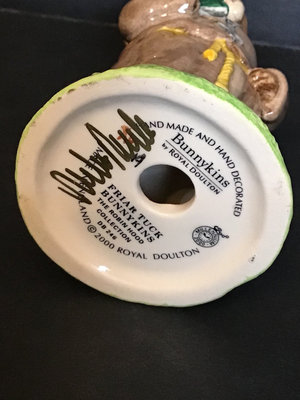 HAND MADE AND HAND DECORATED
Bunnykins
by ROYAL DOULTON
FRIAR TUCK
BUNNYKINS
THE ROBIN HOOD
COLLECTION
DB 246
© 2000 ROYAL DOULTON